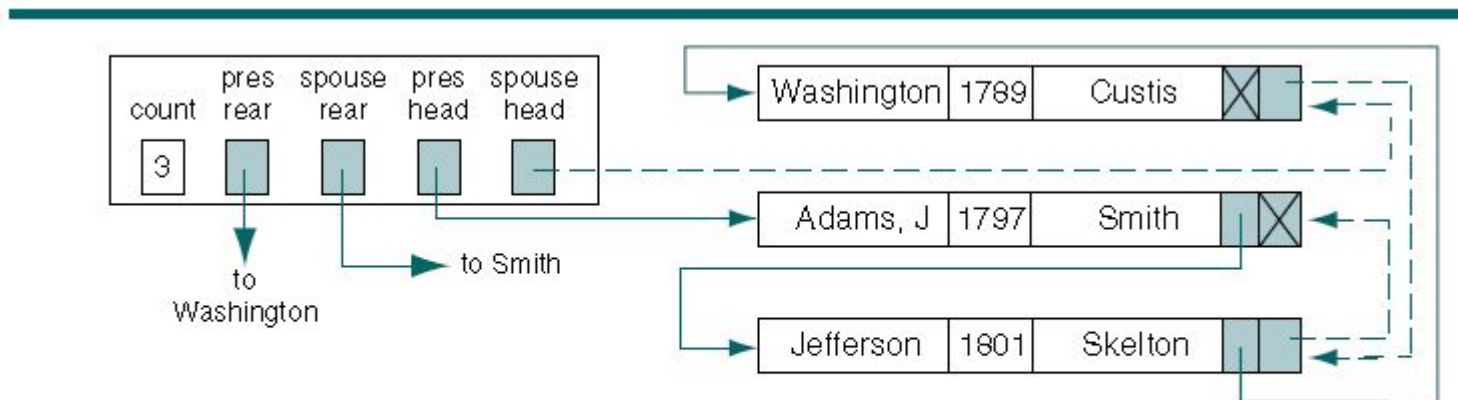 count
pres rear
spouse rear
pres head
spouse head
3
to Washington
to Smith
Washington 1789 Custis
Adams, J 1797 Smith
Jefferson 1801 Skelton